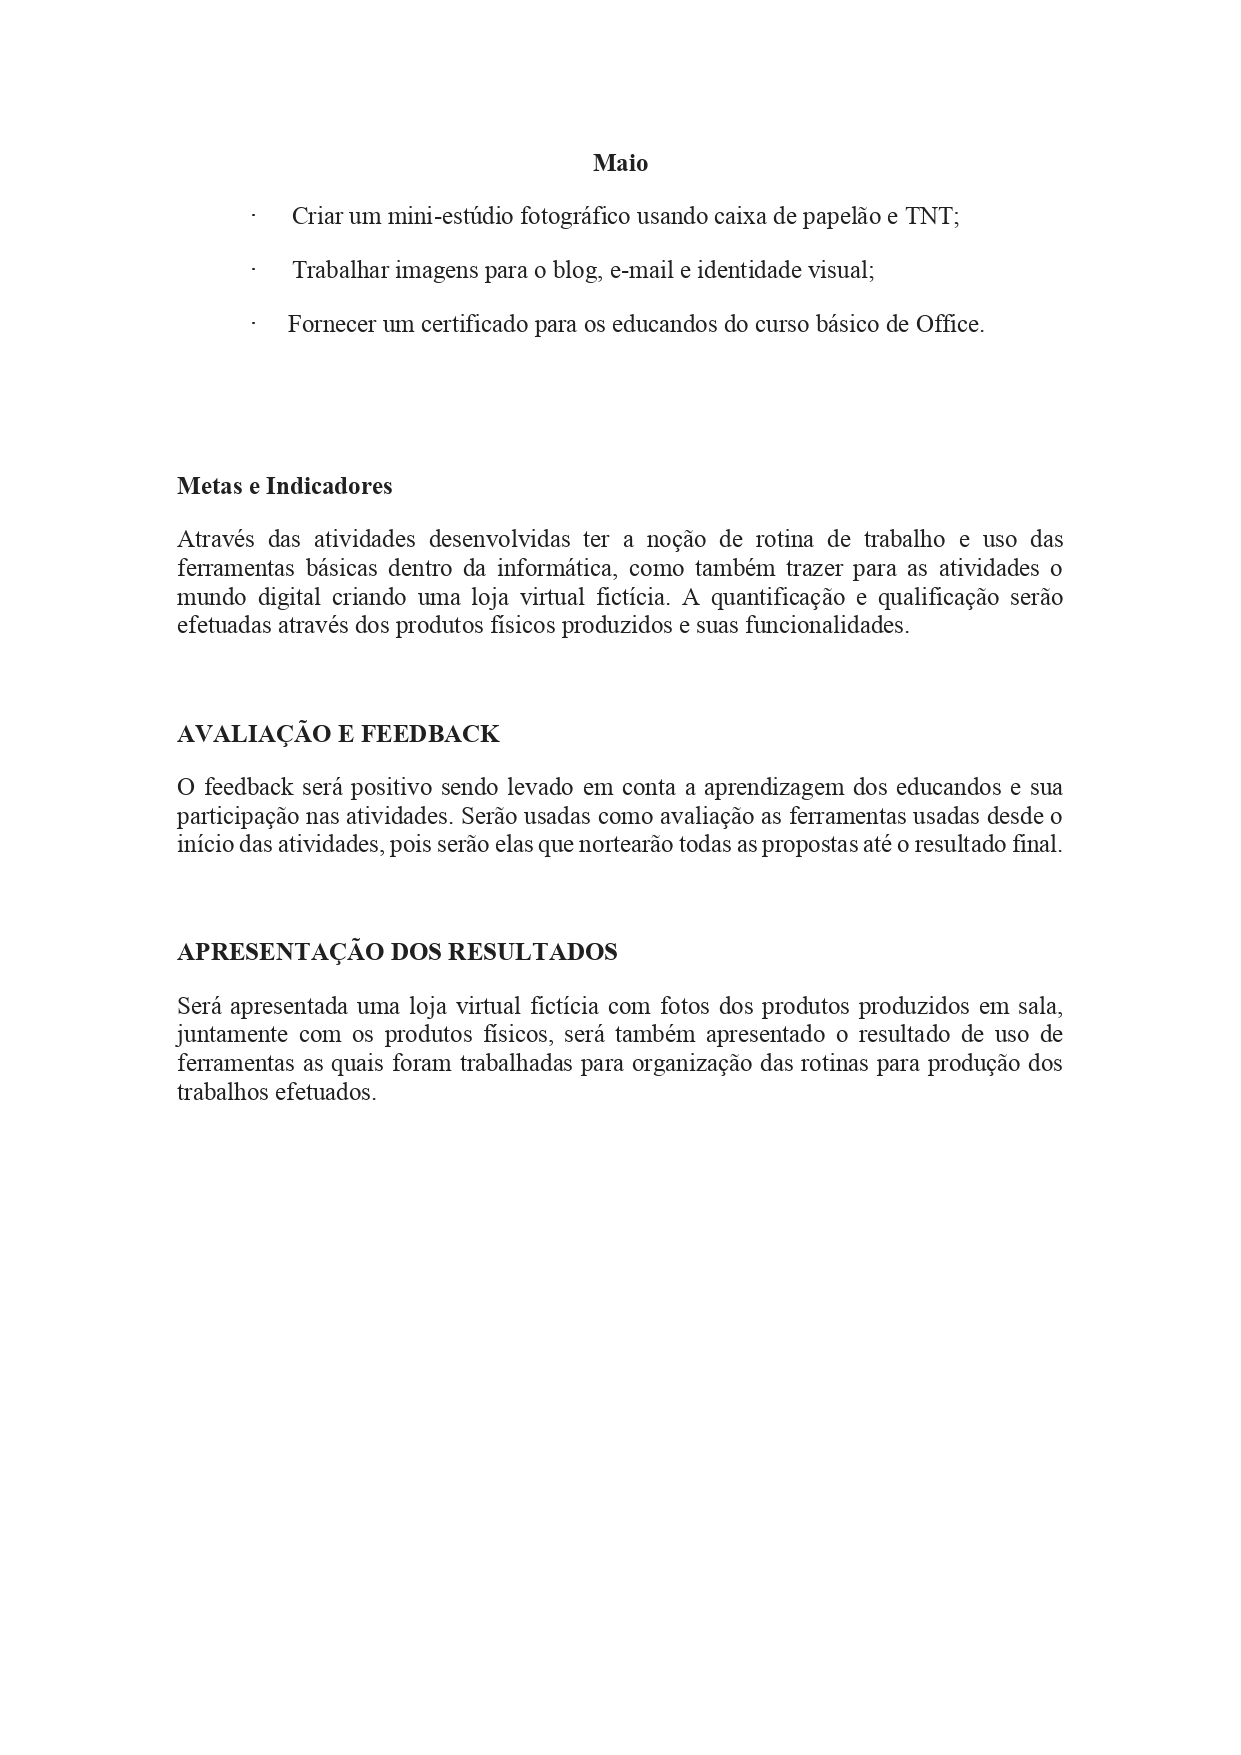 Maio
· Criar um mini-estúdio fotográfico usando caixa de papelão e TNT;
· Trabalhar imagens para o blog, e-mail e identidade visual;
· Fornecer um certificado para os educandos do curso básico de Office.
Metas e Indicadores
Através das atividades desenvolvidas ter a noção de rotina de trabalho e uso das
ferramentas básicas dentro da informática, como também trazer para as atividades o
mundo digital criando uma loja virtual fictícia. A quantificação e qualificação serão
efetuadas através dos produtos físicos produzidos e suas funcionalidades.
AVALIAÇÃO E FEEDBACK
O feedback será positivo sendo levado em conta a aprendizagem dos educandos e sua
participação nas atividades. Serão usadas como avaliação as ferramentas usadas desde o
início das atividades, pois serão elas que nortearão todas as propostas até o resultado final.
APRESENTAÇÃO DOS RESULTADOS
Será apresentada uma loja virtual fictícia com fotos dos produtos produzidos em sala,
juntamente com os produtos físicos, será também apresentado o resultado de uso de
ferramentas as quais foram trabalhadas para organização das rotinas para produção dos
trabalhos efetuados.